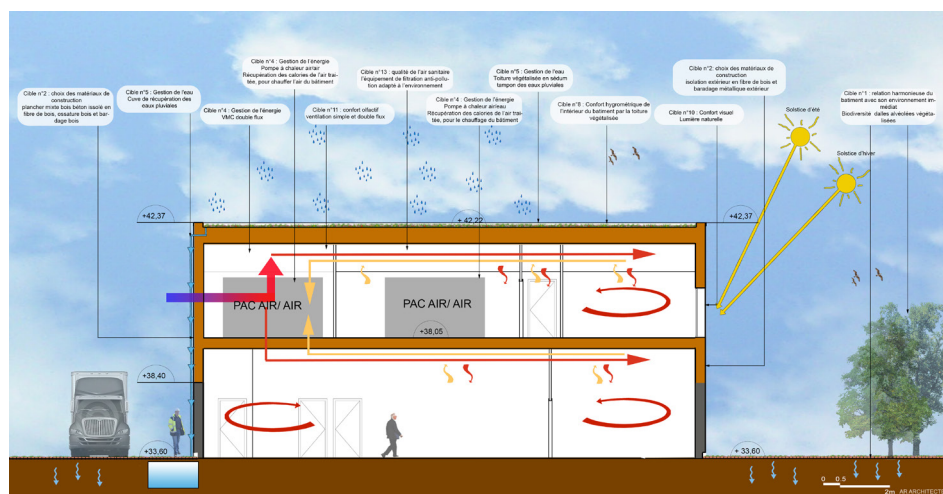 Cible n°4 : Gestion de l'énergie
Pompe à chaleur air/air
Récupération des calories de l'air trai-
tée, pour chauffer l'air du bâtiment
Cible n°13 : qualité de l'air sanitaire
l'équipement de filtration anti-pollu-
tion adapté à l'environnement
Cible n°5 : Gestion de l'eau
Toiture végétalisée en sédum
tampon des eaux pluviales
Cible n°2: choix des matériaux de
construction
isolation extérieur en fibre de bois et
baradage métallique extérieur
Cible n°2 : choix des matériaux de
construction
plancher mixte bois béton isolé en
fibre de bois, essature bois et bar-
dage bois
Cible n°5 : Gestion de l'eau
Cuve de récupération des
eaux pluviales
Cible n°4 : Gestion de l'énergie
VMC double flux
Cible n°11 : confort olfactif
ventilation simple et double flux
Cible n°4 : Gestion de l'énergie
Pompe à chaleur air/eau
Récupération des calories de l'air trai-
tée, pour le chauffage du bâtiment
Cible n°8 : Confort hygrométrique de
l'intérieur du batiment par la toiture
végétalisée
Cible n°10 : Confort visuel
Lumière naturelle
Solstice d'été
Cible n°1 : relation harmonieuse du
batiment avec son environnement im-
médiat
Biodiversité dalles alvéolées végéta-
lisées
Solstice d'hiver
+42,37
+ 42,22
+42,37
PAC AIR/ AIR
PAC AIR/ AIR
+38,05
+38,40
+33,60
+ 33,60
0 0.5
2m AR ARCHITECT